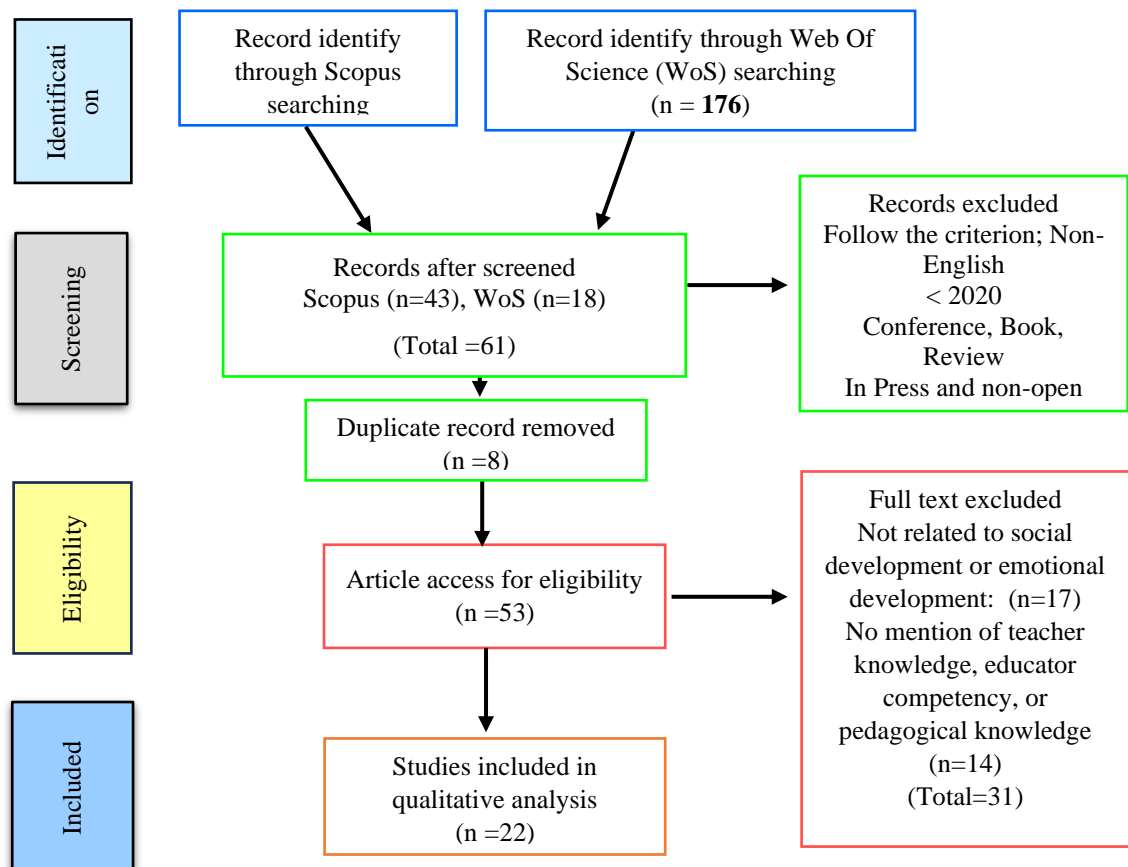 Identificati
on
Record identify
through Scopus
searching
Record identify through Web Of
Science (WoS) searching
(n = 176)
Screening
Records after screened
Scopus (n=43), WoS (n=18)
(Total =61)
Records excluded
Follow the criterion; Non-
English
< 2020
Conference, Book,
Review
In Press and non-open
Duplicate record removed
(n =8)
Eligibility
Article access for eligibility
(n =53)
Full text excluded
Not related to social
development or emotional
development: (n=17)
No mention of teacher
knowledge, educator
competency, or
pedagogical knowledge
(n=14)
(Total=31)
Included
Studies included in
qualitative analysis
(n =22)